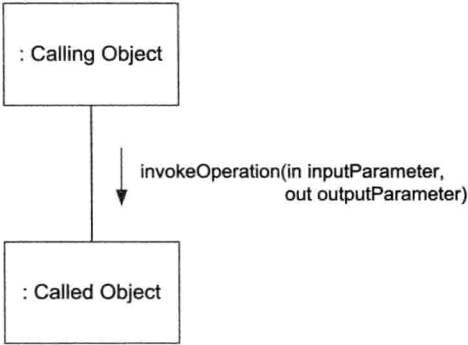 : Calling Object
invokeOperation(in inputParameter,
out outputParameter)
: Called Object